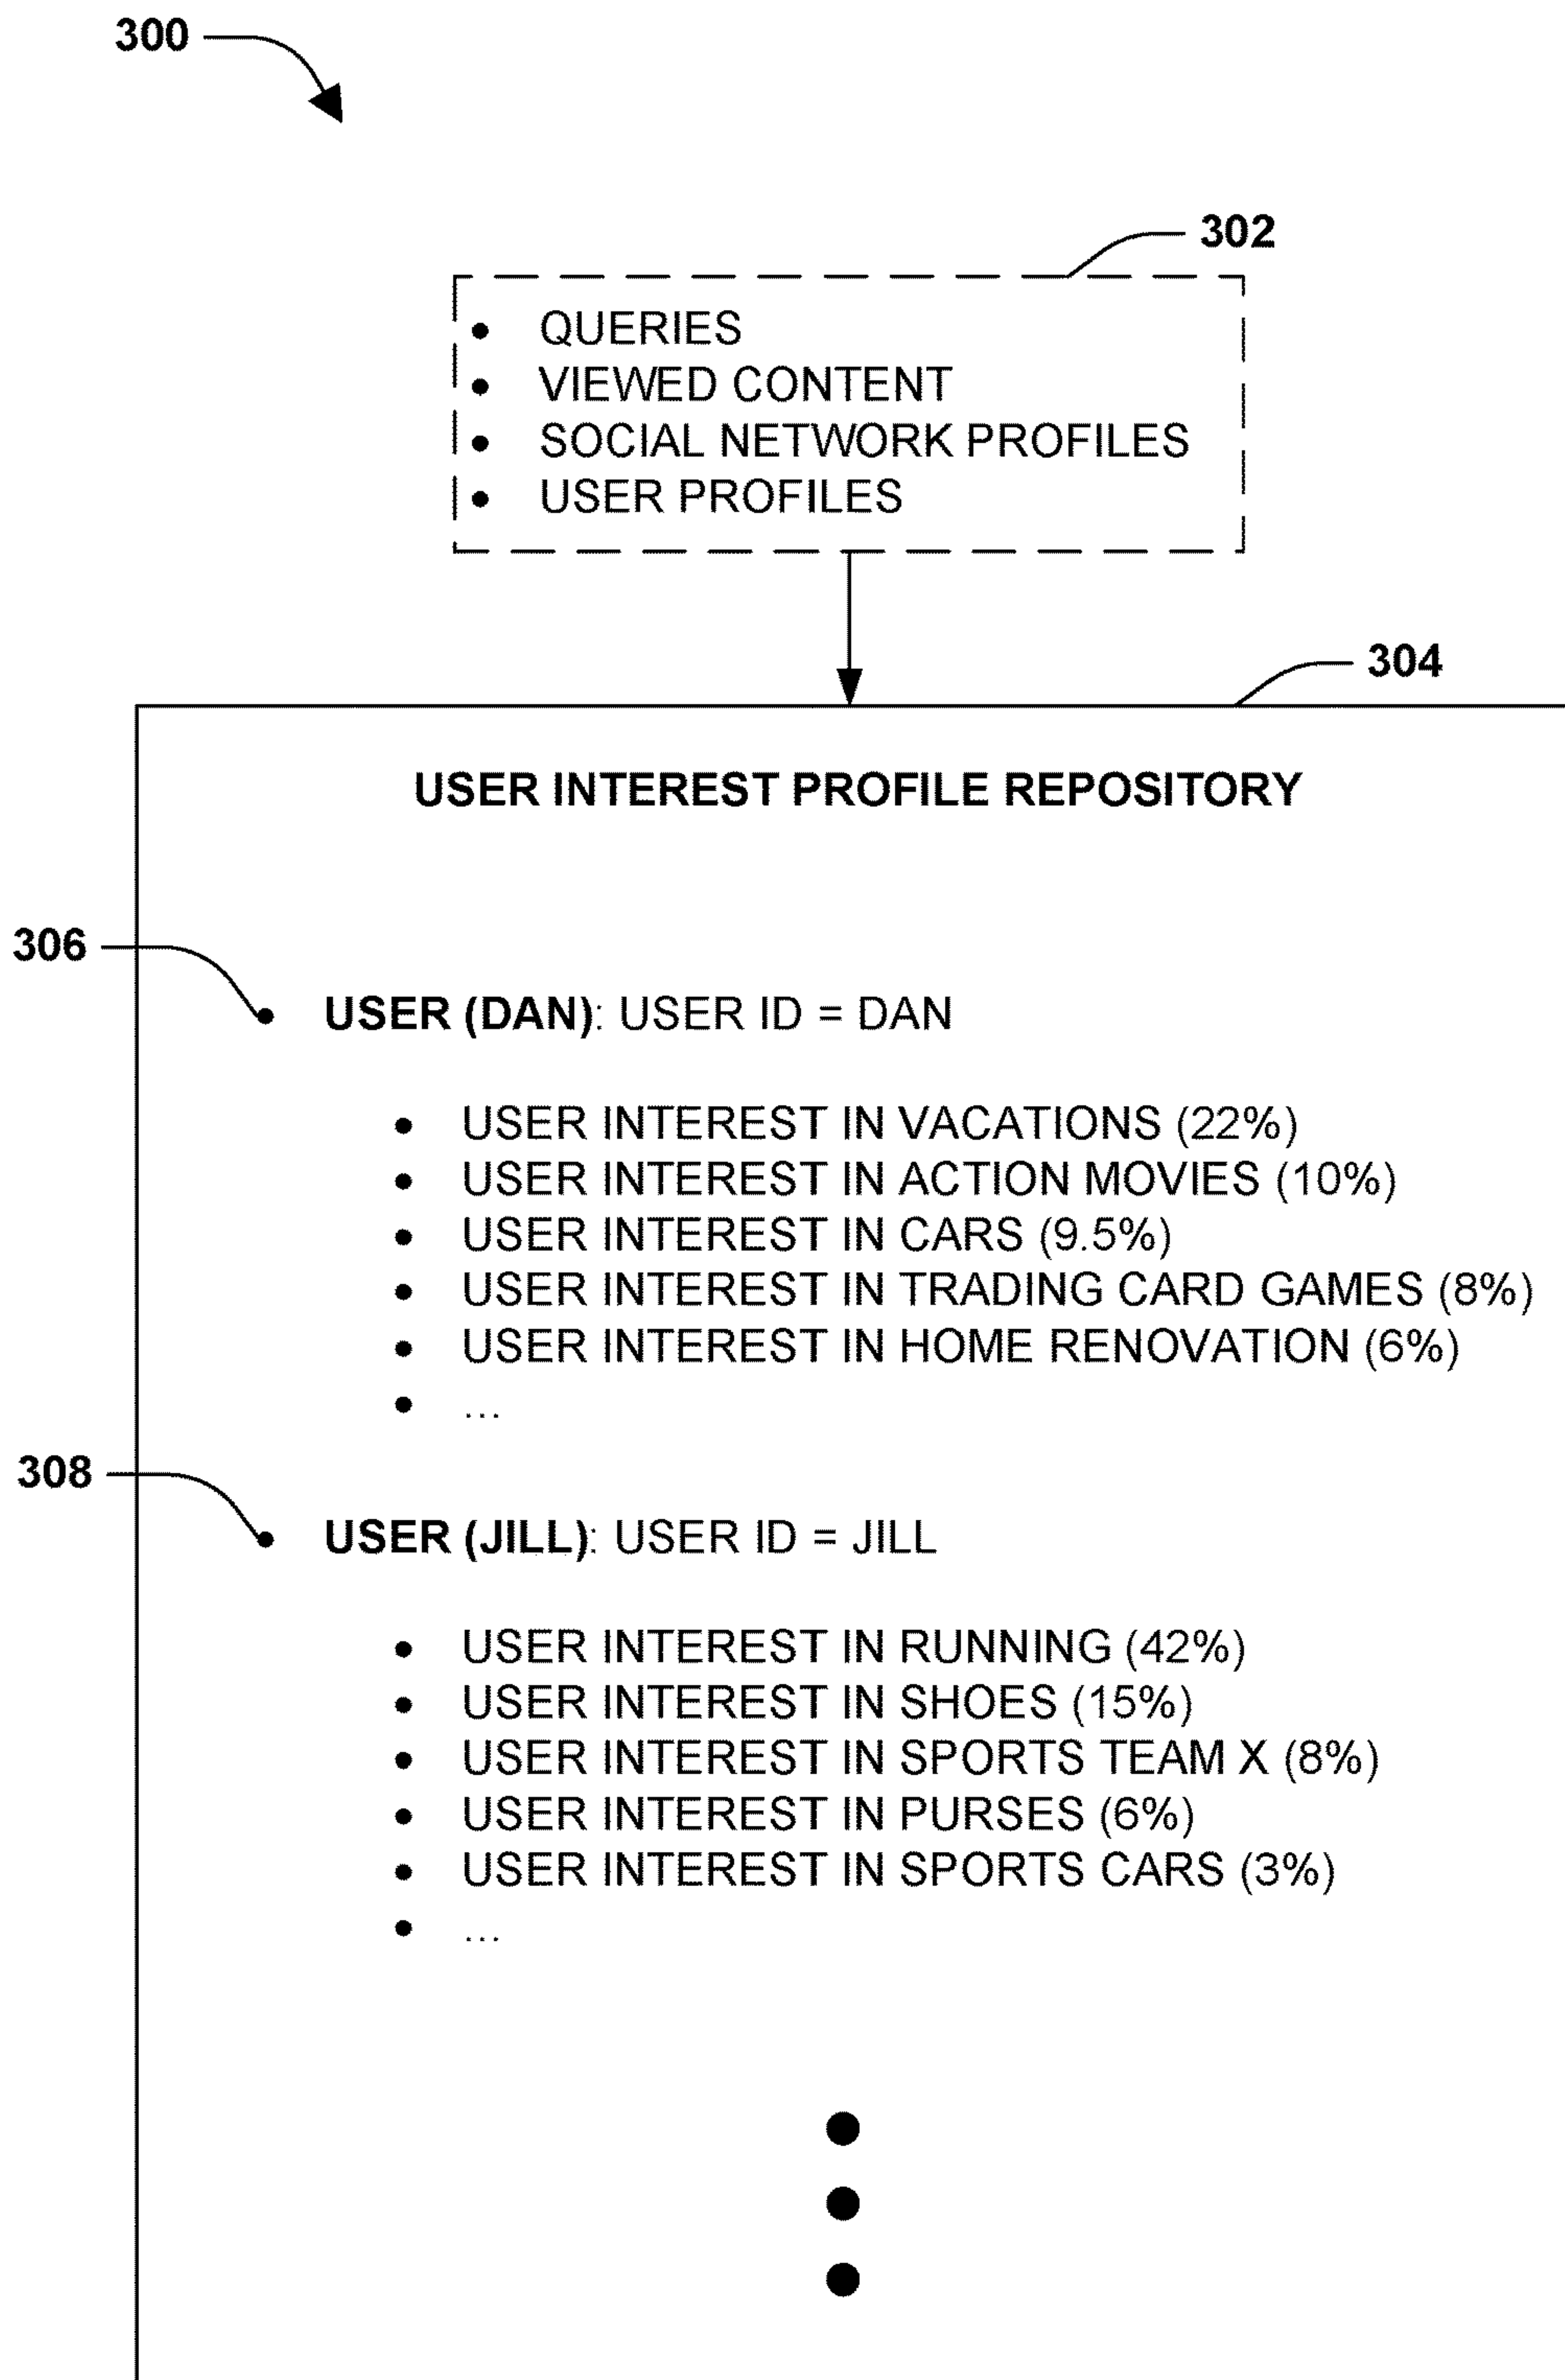 300
302
• QUERIES
• VIEWED CONTENT
• SOCIAL NETWORK PROFILES
• USER PROFILES
304
USER INTEREST PROFILE REPOSITORY
306
• USER (DAN): USER ID = DAN
• USER INTEREST IN VACATIONS (22%)
• USER INTEREST IN ACTION MOVIES (10%)
• USER INTEREST IN CARS (9.5%)
• USER INTEREST IN TRADING CARD GAMES (8%)
• USER INTEREST IN HOME RENOVATION (6%)
• ...
308
• USER (JILL): USER ID = JILL
• USER INTEREST IN RUNNING (42%)
• USER INTEREST IN SHOES (15%)
• USER INTEREST IN SPORTS TEAM X (8%)
• USER INTEREST IN PURSES (6%)
• USER INTEREST IN SPORTS CARS (3%)
• ...